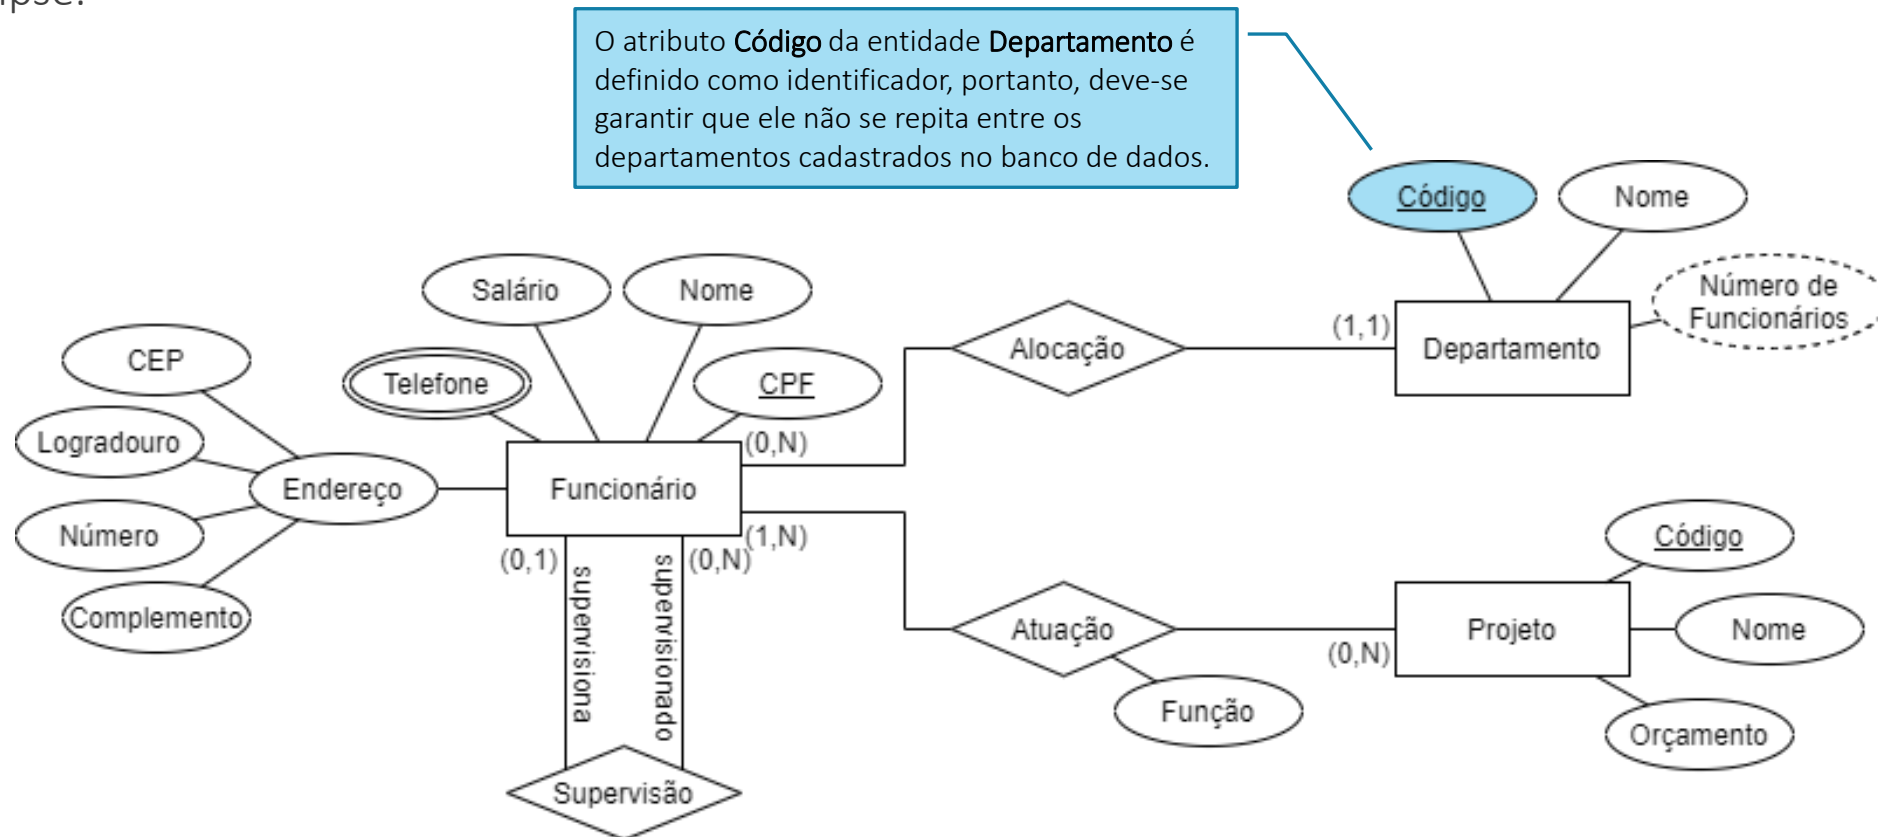 O atributo Código da entidade Departamento é
definido como identificador, portanto, deve-se
garantir que ele não se repita entre os
departamentos cadastrados no banco de dados.
Código
Nome
Número de
Funcionários
Salário
Nome
(1,1)
Alocação
Departamento
CEP
Telefone
CPF
Logradouro
(0,N)
Endereço
Funcionário
Número
(1,N)
Código
(0,1)
(0,N)
supervisiona
supervisionado
Complemento
Atuação
Projeto
Nome
(0,N)
Função
Orçamento
Supervisão